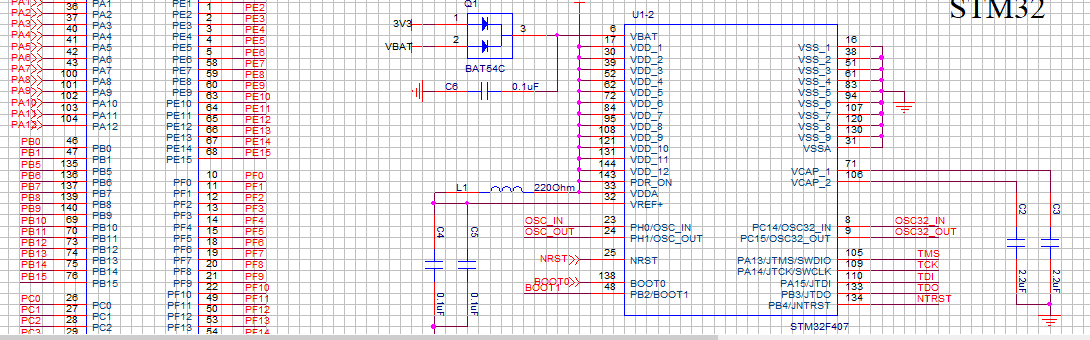 STM32
PA1 36 PA1
PA2 37 PA2
PA3 40 PA3
PA4 41 PA4
PA5 42 PA5
PA6 43 PA6
PA7 100 PA7
PA8 101 PA8
PA9 102 PA9
PA10 103 PA10
PA11 104 PA11
PA12 PA12
PB0 46 PB0
PB1 47 PB1
PB5 135 PB5
PB6 136 PB6
PB7 137 PB7
PB8 139 PB8
PB9 140 PB9
PB10 69 PB10
PB11 70 PB11
PB12 73 PB12
PB13 74 PB13
PB14 75 PB14
PB15 76 PB15
PC0 26 PC0
PC1 27 PC1
PC2 28 PC2
PC3 29
PE1
PE2 1 PE2
PE3 2 PE3
PE4 3 PE4
PE5 4 PE5
PE6 5 PE6
PE7 58 PE7
PE8 59 PE8
PE9 60 PE9
PE10 63 PE10
PE11 64 PE11
PE12 65 PE12
PE13 66 PE13
PE14 67 PE14
PE15 68 PE15
PF0 10 PF0
PF1 11 PF1
PF2 12 PF2
PF3 13 PF3
PF4 14 PF4
PF5 15 PF5
PF6 18 PF6
PF7 19 PF7
PF8 20 PF8
PF9 21 PF9
PF10 22 PF10
PF11 49 PF11
PF12 50 PF12
PF13 53 PF13
54 PF14
Q1
3V3 1
VBAT 2
3
BAT54C
C6 0.1uF
L1 220Ohm
C4 0.1uF
C5 0.1uF
U1-2
6 VBAT
17 VDD_1
30 VDD_2
39 VDD_3
52 VDD_4
62 VDD_5
72 VDD_6
84 VDD_7
95 VDD_8
108 VDD_9
121 VDD_10
131 VDD_11
144 VDD_12
143 PDR_ON
33 VDDA
32 VREF+
OSC_IN 23 PH0/OSC_IN
OSC_OUT 24 PH1/OSC_OUT
NRST 25 NRST
BOOT0 138 BOOT0
BOOT1 48 PB2/BOOT1
VSS_1 16
VSS_2 38
VSS_3 51
VSS_4 61
VSS_5 83
VSS_6 94
VSS_7 107
VSS_8 120
VSS_9 130
VSSA 31
VCAP_1 71
VCAP_2 106
PC14/OSC32_IN 8 OSC32_IN
PC15/OSC32_OUT 9 OSC32_OUT
PA13/JTMS/SWDIO 105 TMS
PA14/JTCK/SWCLK 109 TCK
PA15/JTDI 110 TDI
PB3/JTDO 133 TDO
PB4/JNTRST 134 NTRST
STM32F407
C2 2.2uF
C3 2.2uF